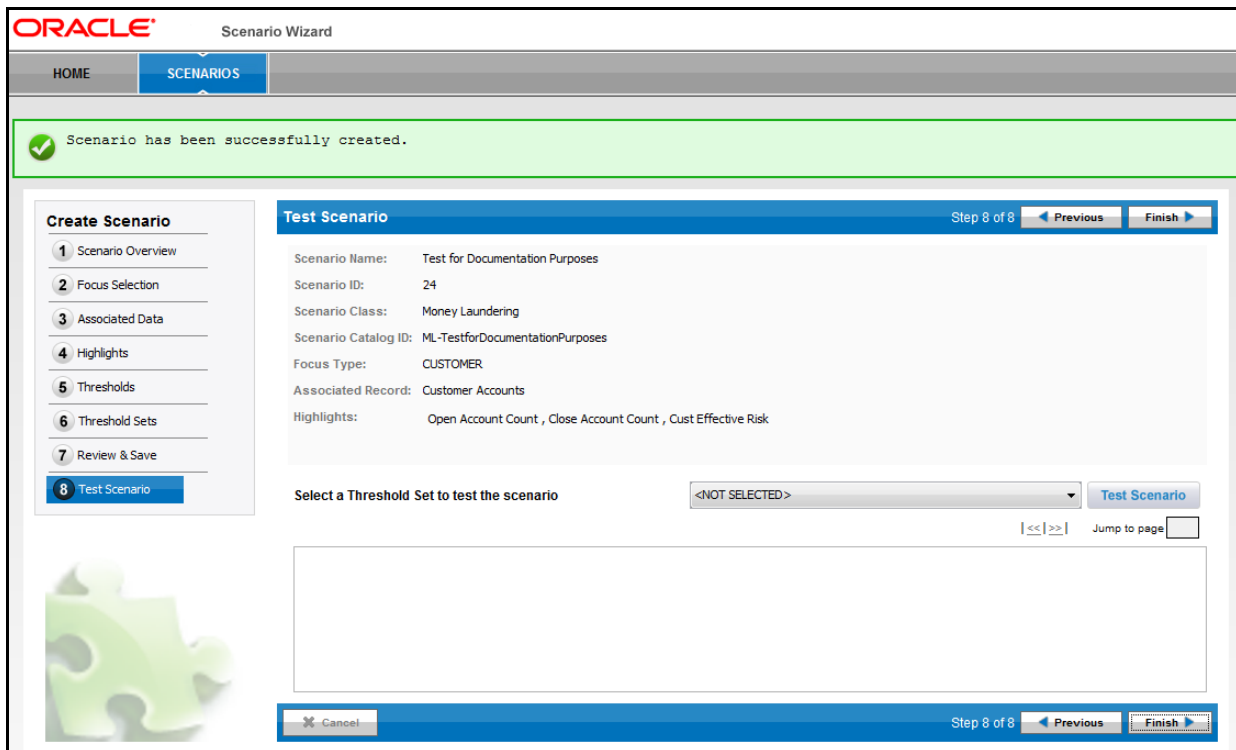 ORACLE® Scenario Wizard
HOME SCENARIOS
Scenario has been successfully created.
Create Scenario
1 Scenario Overview
2 Focus Selection
3 Associated Data
4 Highlights
5 Thresholds
6 Threshold Sets
7 Review & Save
8 Test Scenario
Test Scenario Step 8 of 8 Previous Finish
Scenario Name: Test for Documentation Purposes
Scenario ID: 24
Scenario Class: Money Laundering
Scenario Catalog ID: ML-TestforDocumentationPurposes
Focus Type: CUSTOMER
Associated Record: Customer Accounts
Highlights: Open Account Count , Close Account Count , Cust Effective Risk
Select a Threshold Set to test the scenario <NOT SELECTED> Test Scenario
|<<|>>| Jump to page
Cancel Step 8 of 8 Previous Finish